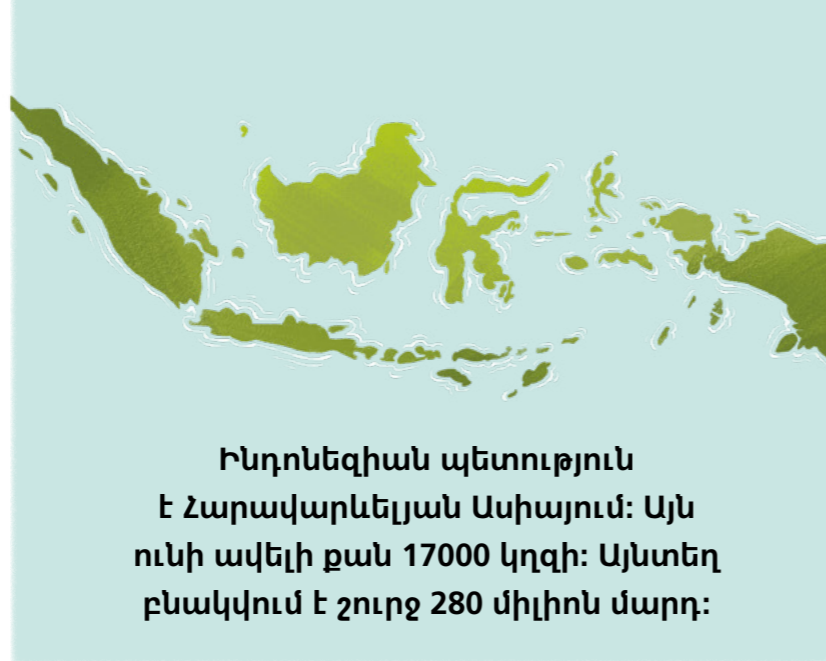 Ինդոնեզիան պետություն
է Հարավարևելյան Ասիայում: Այն
ունի ավելի քան 17000 կղզի: Այնտեղ
բնակվում է շուրջ 280 միլիոն մարդ: